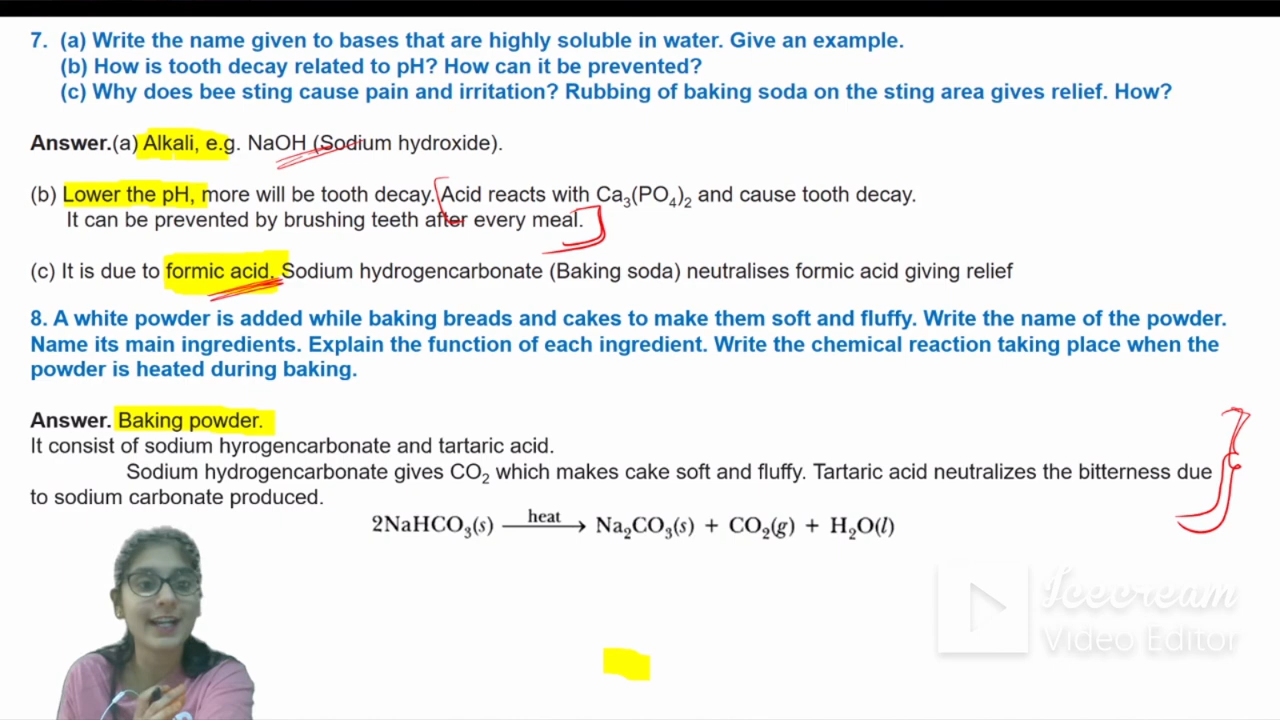 7. (a) Write the name given to bases that are highly soluble in water. Give an example.
(b) How is tooth decay related to pH? How can it be prevented?
(c) Why does bee sting cause pain and irritation? Rubbing of baking soda on the sting area gives relief. How?
Answer.(a) Alkali, e.g. NaOH (Sodium hydroxide).
(b) Lower the pH, more will be tooth decay. Acid reacts with Ca₃(PO₄)₂ and cause tooth decay.
It can be prevented by brushing teeth after every meal.
(c) It is due to formic acid. Sodium hydrogencarbonate (Baking soda) neutralises formic acid giving relief
8. A white powder is added while baking breads and cakes to make them soft and fluffy. Write the name of the powder.
Name its main ingredients. Explain the function of each ingredient. Write the chemical reaction taking place when the
powder is heated during baking.
Answer. Baking powder.
It consist of sodium hyrogencarbonate and tartaric acid.
Sodium hydrogencarbonate gives CO₂ which makes cake soft and fluffy. Tartaric acid neutralizes the bitterness due
to sodium carbonate produced.
2NaHCO₃(s) heat → Na₂CO₃(s) + CO₂(g) + H₂O(l)
Icecream
Video Editor